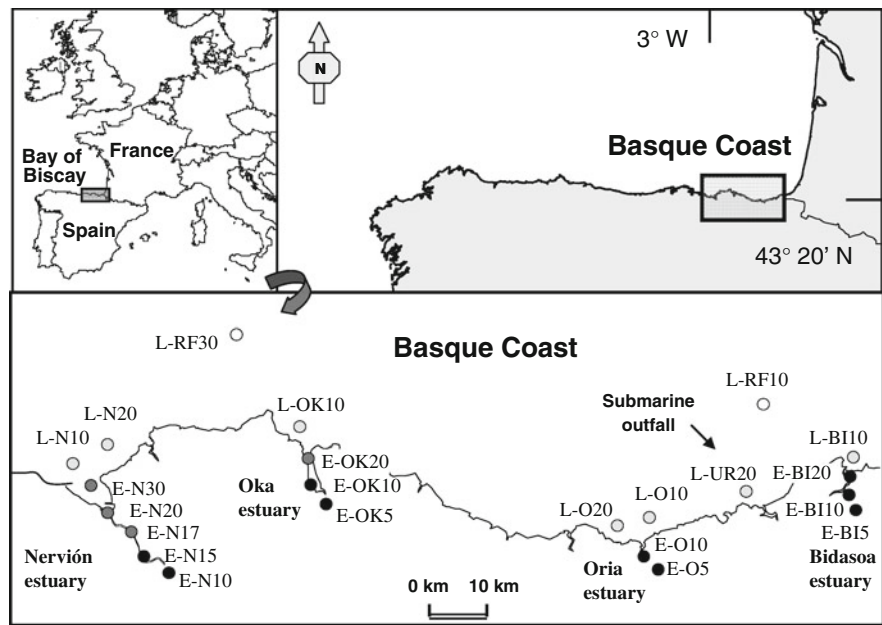 Bay of
Biscay
France
Spain
N
3° W
Basque Coast
43° 20' N
Basque Coast
L-RF30
L-RF10
Submarine
outfall
L-N20
L-N10
L-OK10
L-BI10
E-OK20
L-UR20
E-BI20
E-N30
Oka
estuary
E-OK10
E-N20
L-O20
L-O10
E-BI10
E-OK5
E-N17
E-O10
E-BI5
Nervión
estuary
E-N15
E-N10
Oria
estuary
E-O5
Bidasoa
estuary
0 km
10 km